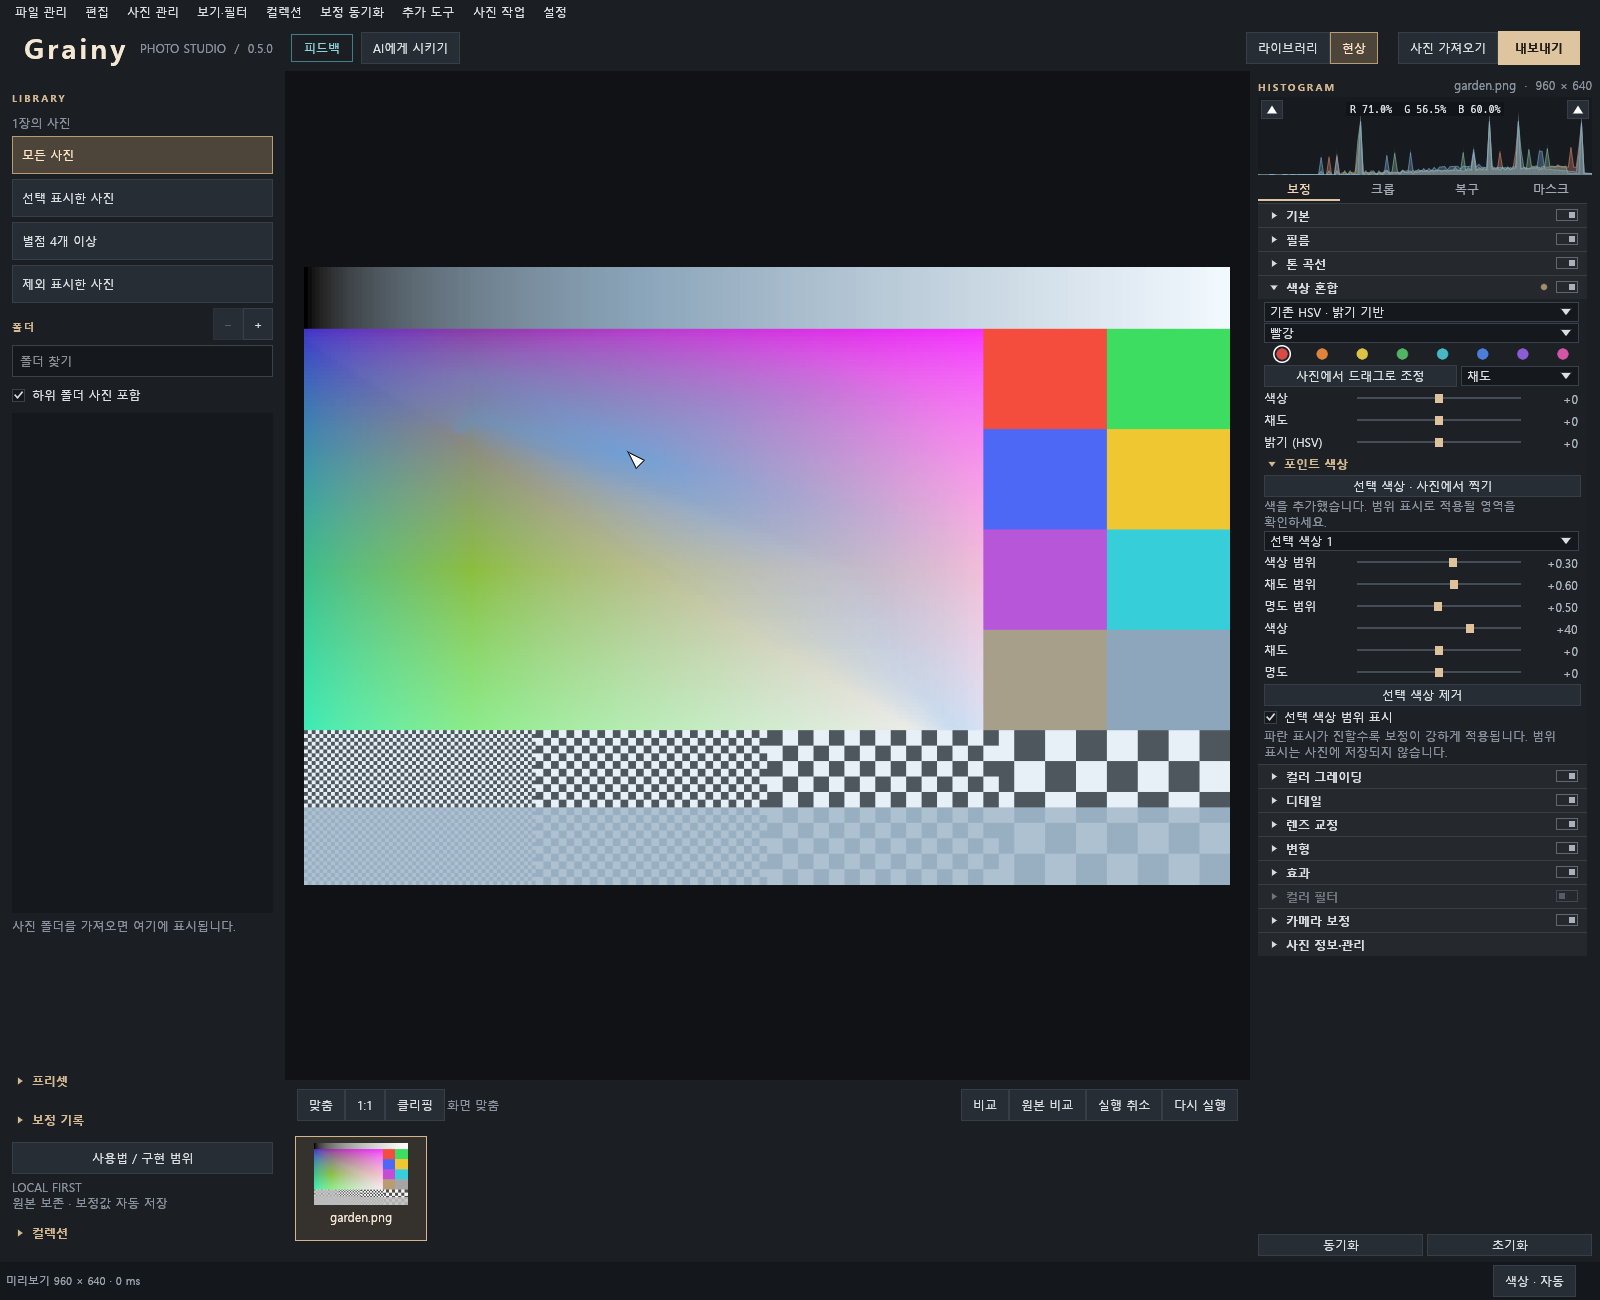 파일 관리 편집 사진 관리 보기·필터 컬렉션 보정 동기화 추가 도구 사진 작업 설정
Grainy PHOTO STUDIO / 0.5.0 피드백 AI에게 시키기 라이브러리 현상 사진 가져오기 내보내기
LIBRARY
1장의 사진
모든 사진
선택 표시한 사진
별점 4개 이상
제외 표시한 사진
폴더 − +
폴더 찾기
하위 폴더 사진 포함
사진 폴더를 가져오면 여기에 표시됩니다.
프리셋
보정 기록
사용법 / 구현 범위
LOCAL FIRST
원본 보존 · 보정값 자동 저장
컬렉션
맞춤 1:1 클리핑 화면 맞춤 비교 원본 비교 실행 취소 다시 실행
garden.png
HISTOGRAM garden.png · 960 × 640
R 71.0% G 56.5% B 60.0%
보정 크롭 복구 마스크
기본
필름
톤 곡선
색상 혼합
기존 HSV · 밝기 기반
빨강
사진에서 드래그로 조정 채도
색상 +0
채도 +0
밝기 (HSV) +0
포인트 색상
선택 색상 · 사진에서 찍기
색을 추가했습니다. 범위 표시로 적용될 영역을
확인하세요.
선택 색상 1
색상 범위 +0.30
채도 범위 +0.60
명도 범위 +0.50
색상 +40
채도 +0
명도 +0
선택 색상 제거
선택 색상 범위 표시
파란 표시가 진할수록 보정이 강하게 적용됩니다. 범위
표시는 사진에 저장되지 않습니다.
컬러 그레이딩
디테일
렌즈 교정
변형
효과
컬러 필터
카메라 보정
사진 정보·관리
동기화 초기화
미리보기 960 × 640 · 0 ms 색상 · 자동